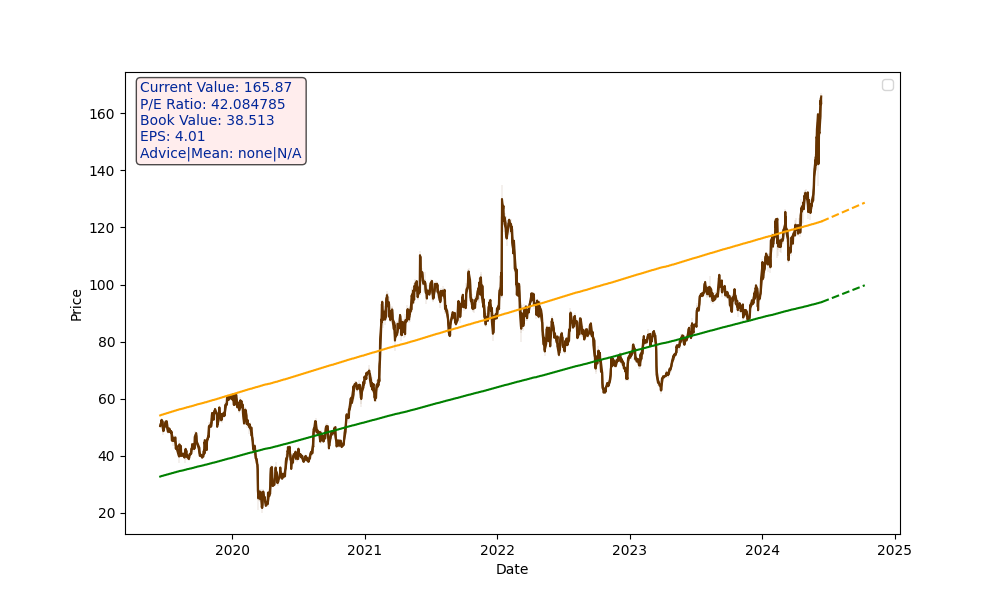 Current Value: 165.87
P/E Ratio: 42.084785
Book Value: 38.513
EPS: 4.01
Advice|Mean: none|N/A
160
140
120
100
80
60
40
20
Price
2020
2021
2022
2023
2024
2025
Date